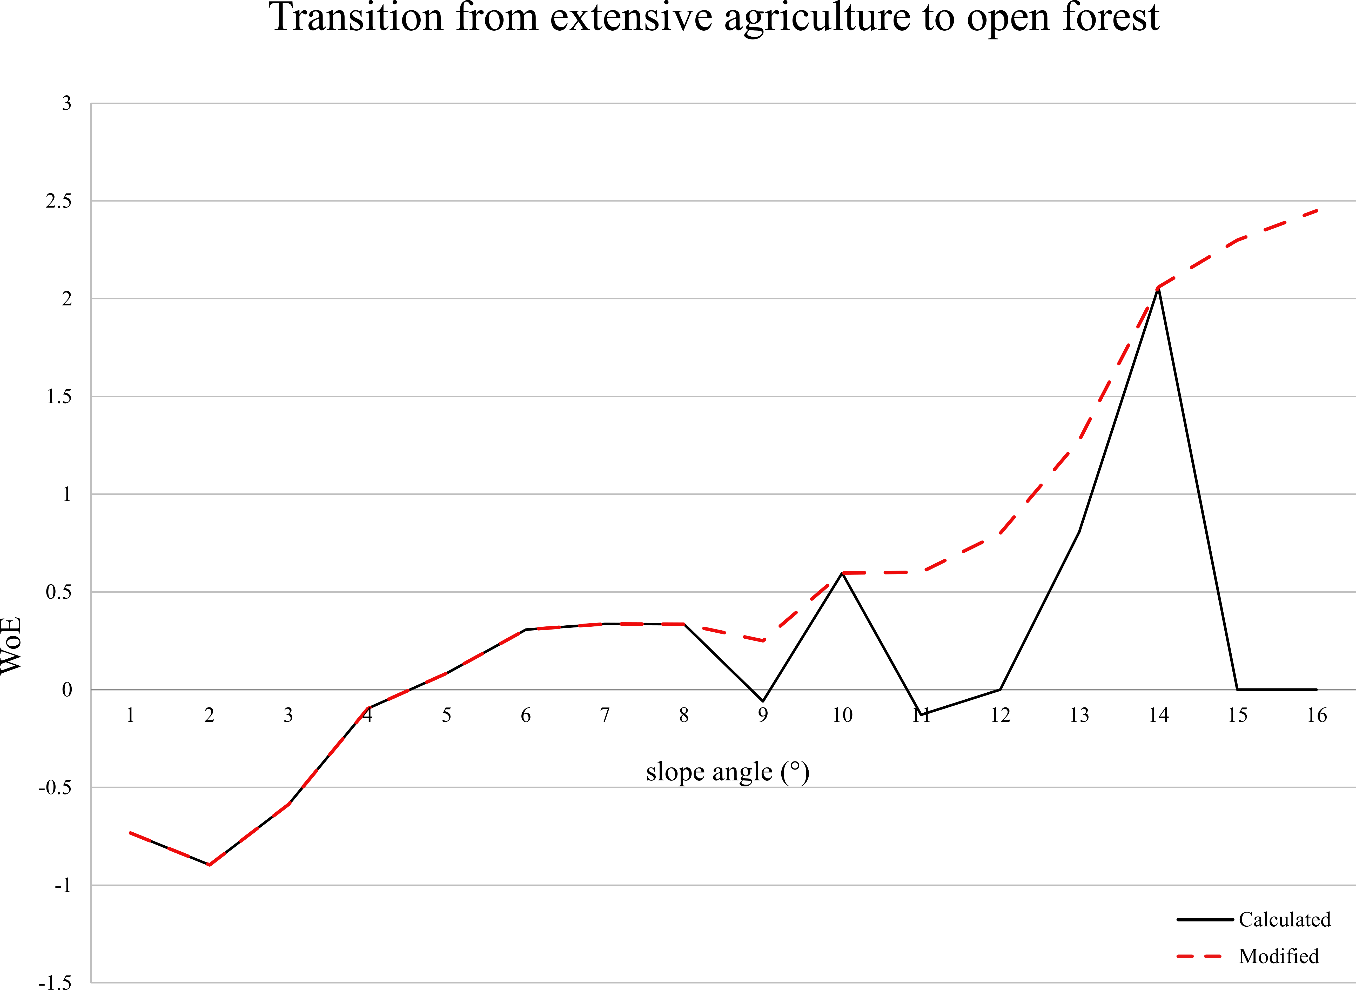 Transition from extensive agriculture to open forest
3
2.5
2
1.5
1
0.5
0
-0.5
-1
-1.5
WoE
1 2 3 4 5 6 7 8 9 10 11 12 13 14 15 16
slope angle (°)
Calculated
Modified